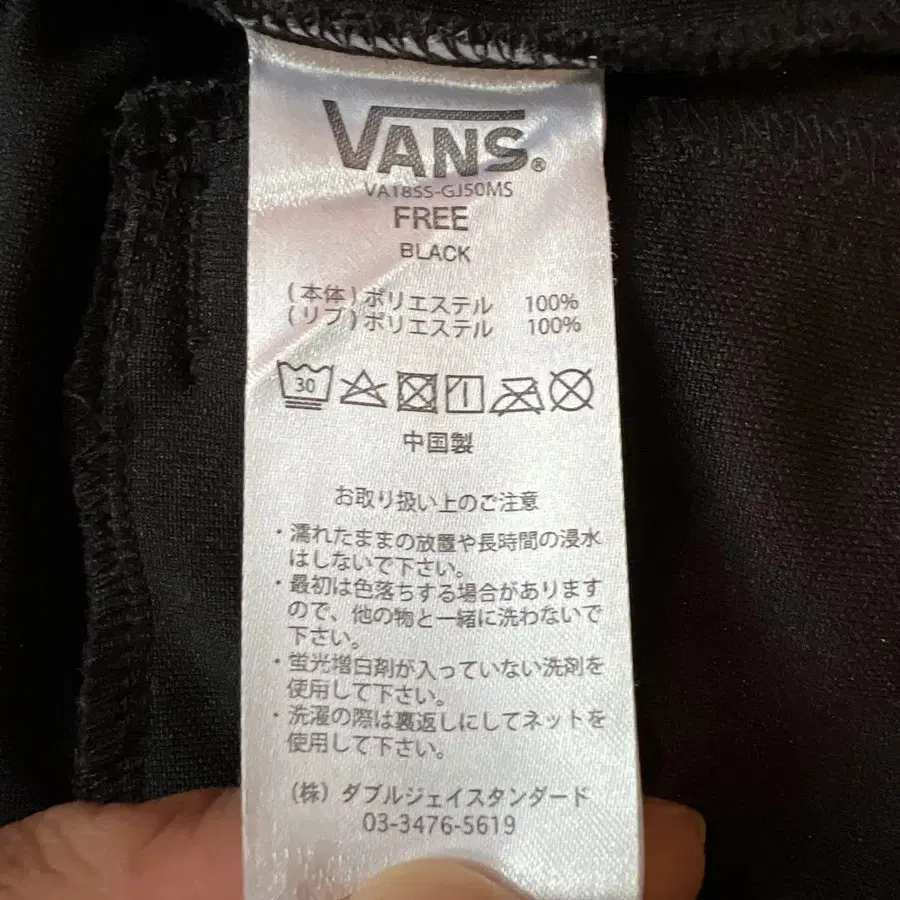 VANS®
VA18SS-GJ50MS
FREE
BLACK
(本体)ポリエステル 100%
(リブ)ポリエステル 100%
30
中国製
お取り扱い上のご注意
・濡れたままの放置や長時間の浸水
はしないで下さい。
・最初は色落ちする場合があります
ので、他の物と一緒に洗わないで
下さい。
・蛍光増白剤が入っていない洗剤を
使用して下さい。
・洗濯の際は裏返しにしてネットを
使用して下さい。
(株)ダブルジェイスタンダード
03-3476-5619